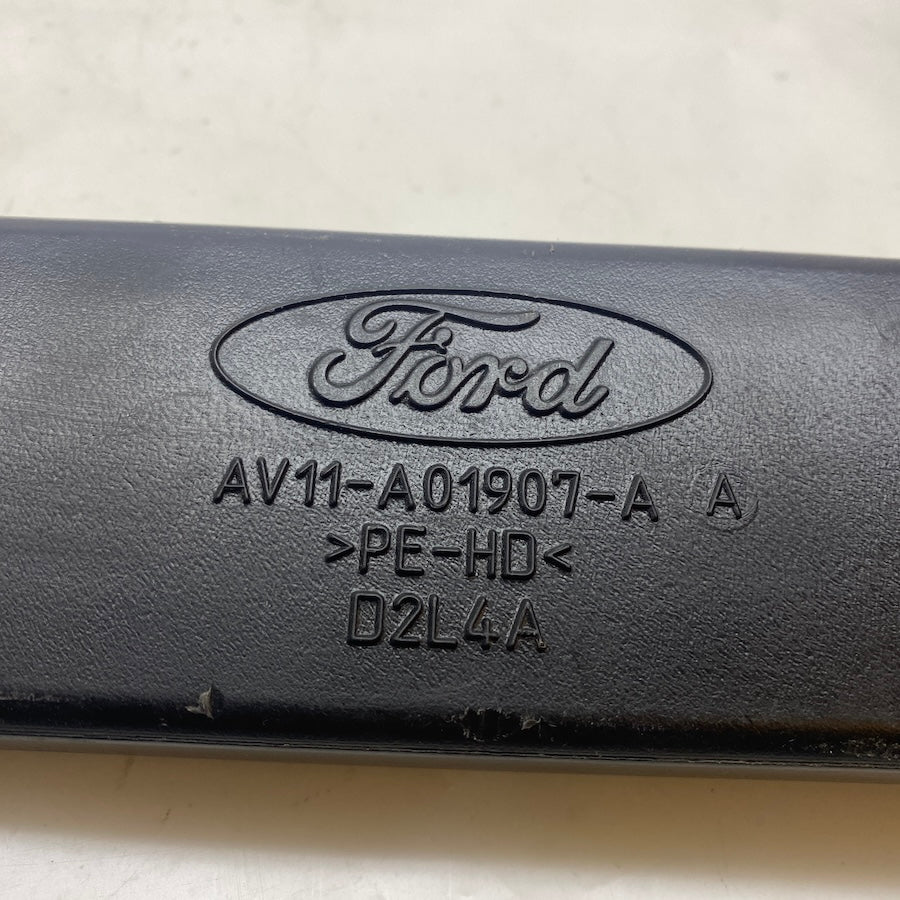 Ford
AV11-A01907-A A
>PE-HD<
D2L4A